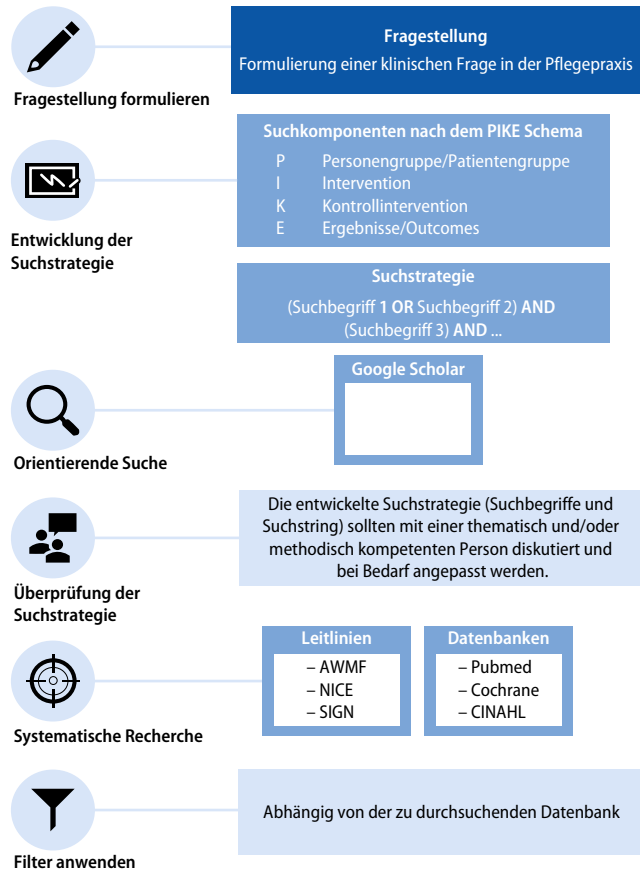 Fragestellung
Formulierung einer klinischen Frage in der Pflegepraxis
Fragestellung formulieren
Suchkomponenten nach dem PIKE Schema
P Personengruppe/Patientengruppe
I Intervention
K Kontrollintervention
E Ergebnisse/Outcomes
Entwicklung der
Suchstrategie
Suchstrategie
(Suchbegriff 1 OR Suchbegriff 2) AND
(Suchbegriff 3) AND ...
Google Scholar
Orientierende Suche
Die entwickelte Suchstrategie (Suchbegriffe und
Suchstring) sollten mit einer thematisch und/oder
methodisch kompetenten Person diskutiert und
bei Bedarf angepasst werden.
Überprüfung der
Suchstrategie
Leitlinien
– AWMF
– NICE
– SIGN
Datenbanken
– Pubmed
– Cochrane
– CINAHL
Systematische Recherche
Abhängig von der zu durchsuchenden Datenbank
Filter anwenden